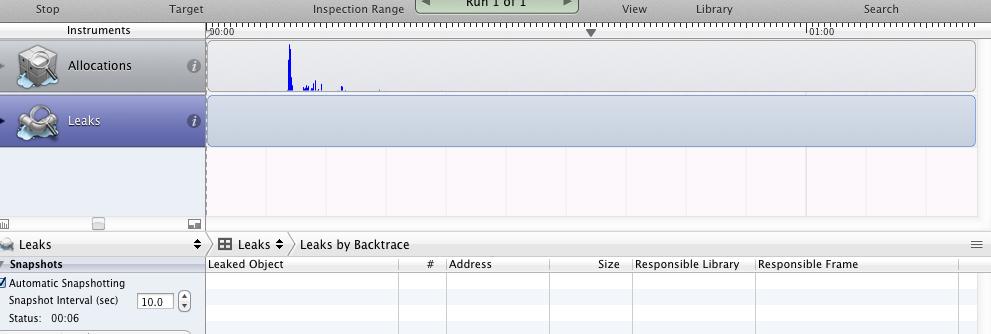 Stop Target Inspection Range Run 1 of 1 View Library Search
Instruments 00:00 01:00
Allocations
Leaks
Leaks Leaks Leaks by Backtrace
Snapshots Leaked Object # Address Size Responsible Library Responsible Frame
Automatic Snapshotting
Snapshot Interval (sec) 10.0
Status: 00:06